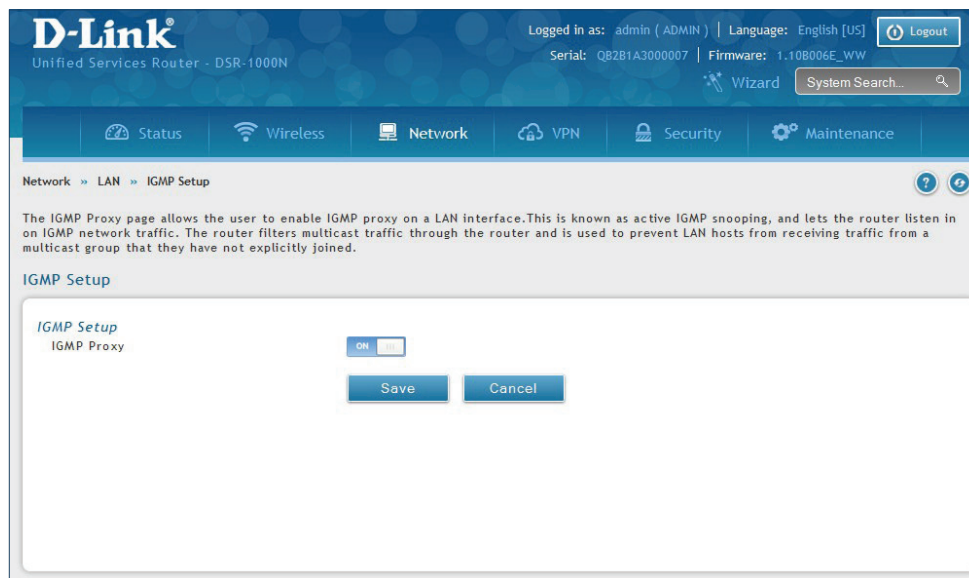 D-Link®
Unified Services Router - DSR-1000N
Logged in as: admin ( ADMIN ) | Language: English [US]
Logout
Serial: QB2B1A3000007 | Firmware: 1.10B006E_WW
Wizard
System Search...
Status
Wireless
Network
VPN
Security
Maintenance
Network » LAN » IGMP Setup
The IGMP Proxy page allows the user to enable IGMP proxy on a LAN interface.This is known as active IGMP snooping, and lets the router listen in
on IGMP network traffic. The router filters multicast traffic through the router and is used to prevent LAN hosts from receiving traffic from a
multicast group that they have not explicitly joined.
IGMP Setup
IGMP Setup
IGMP Proxy
ON
Save
Cancel